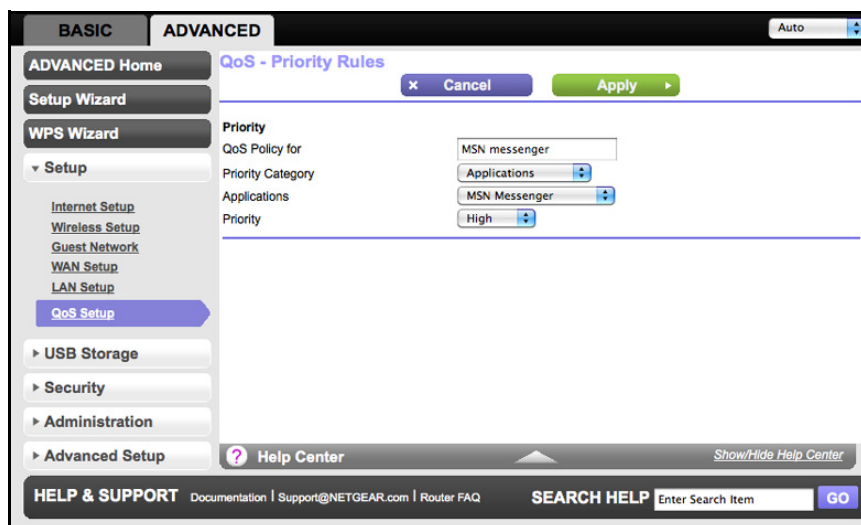 BASIC
ADVANCED
Auto
ADVANCED Home
Setup Wizard
WPS Wizard
Setup
Internet Setup
Wireless Setup
Guest Network
WAN Setup
LAN Setup
QoS Setup
USB Storage
Security
Administration
Advanced Setup
QoS - Priority Rules
x Cancel
Apply
Priority
QoS Policy for MSN messenger
Priority Category Applications
Applications MSN Messenger
Priority High
? Help Center
Show/Hide Help Center
HELP & SUPPORT Documentation | Support@NETGEAR.com | Router FAQ
SEARCH HELP Enter Search Item GO